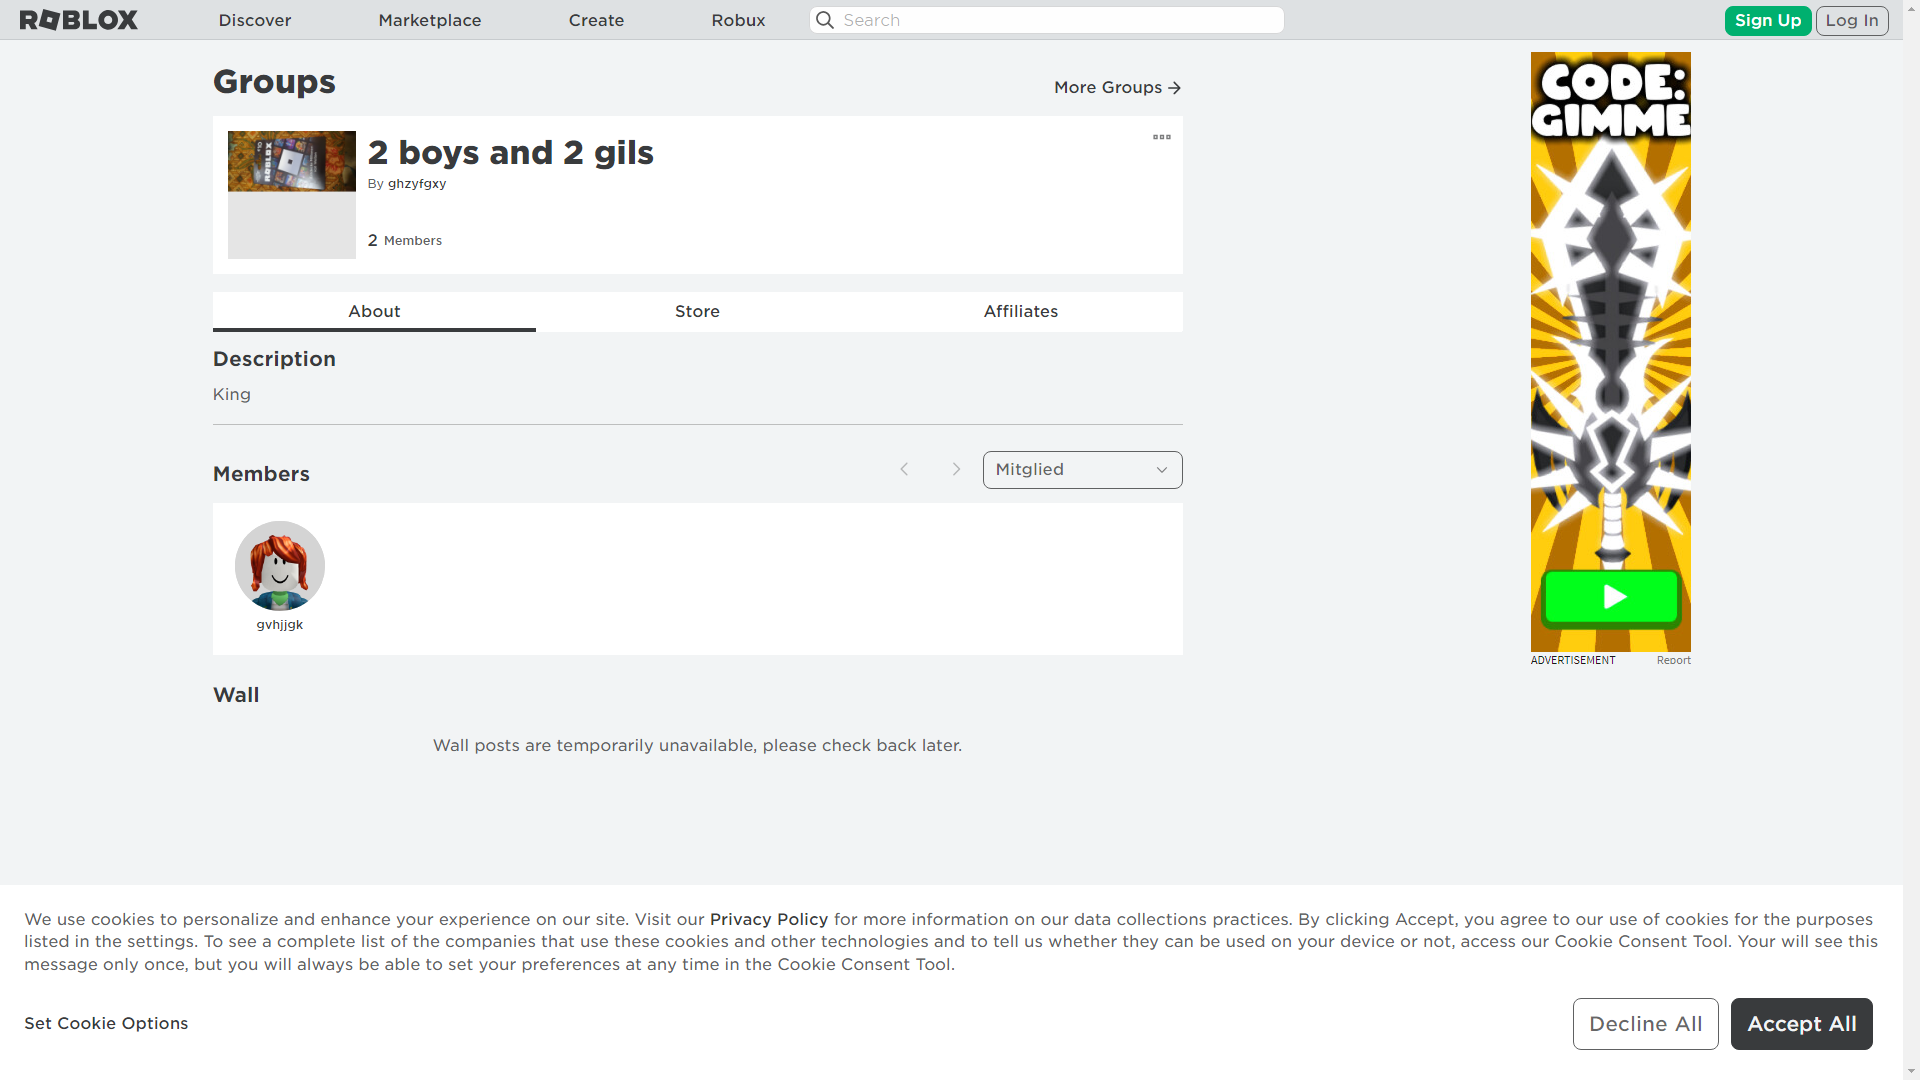 ROBLOX
Discover
Marketplace
Create
Robux
Search
Sign Up
Log In
Groups
More Groups
ROBLOX
2 boys and 2 gils
By ghzyfgxy
2 Members
About
Store
Affiliates
Description
King
Members
Mitglied
gvhjjgk
Wall
Wall posts are temporarily unavailable, please check back later.
CODE:
GIMME
ADVERTISEMENT
Report
We use cookies to personalize and enhance your experience on our site. Visit our Privacy Policy for more information on our data collections practices. By clicking Accept, you agree to our use of cookies for the purposes
listed in the settings. To see a complete list of the companies that use these cookies and other technologies and to tell us whether they can be used on your device or not, access our Cookie Consent Tool. Your will see this
message only once, but you will always be able to set your preferences at any time in the Cookie Consent Tool.
Set Cookie Options
Decline All
Accept All